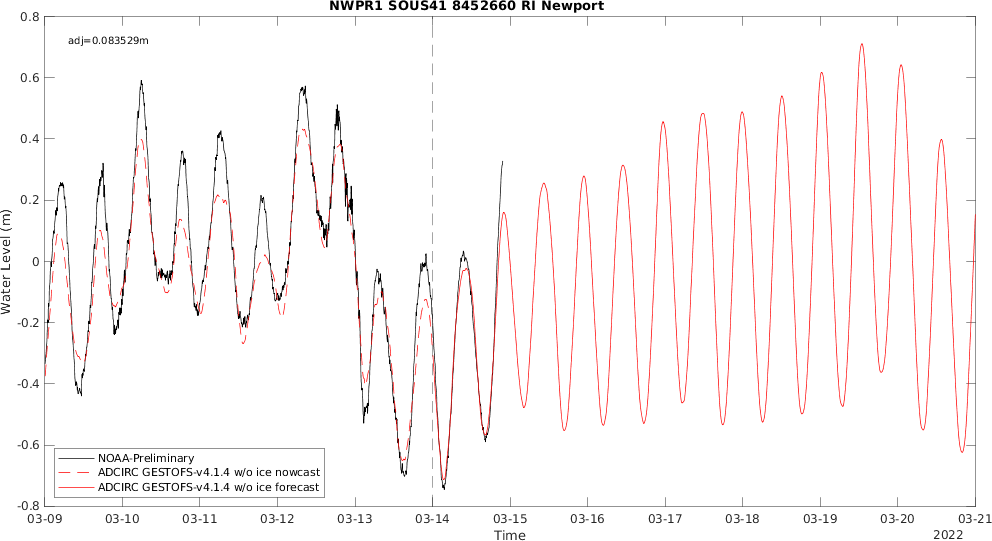 NWPR1 SOUS41 8452660 RI Newport
adj=0.083529m
0.8
0.6
0.4
0.2
0
-0.2
-0.4
-0.6
-0.8
Water Level (m)
NOAA-Preliminary
ADCIRC GESTOFS-v4.1.4 w/o ice nowcast
ADCIRC GESTOFS-v4.1.4 w/o ice forecast
03-09 03-10 03-11 03-12 03-13 03-14 03-15 03-16 03-17 03-18 03-19 03-20 03-21
Time
2022